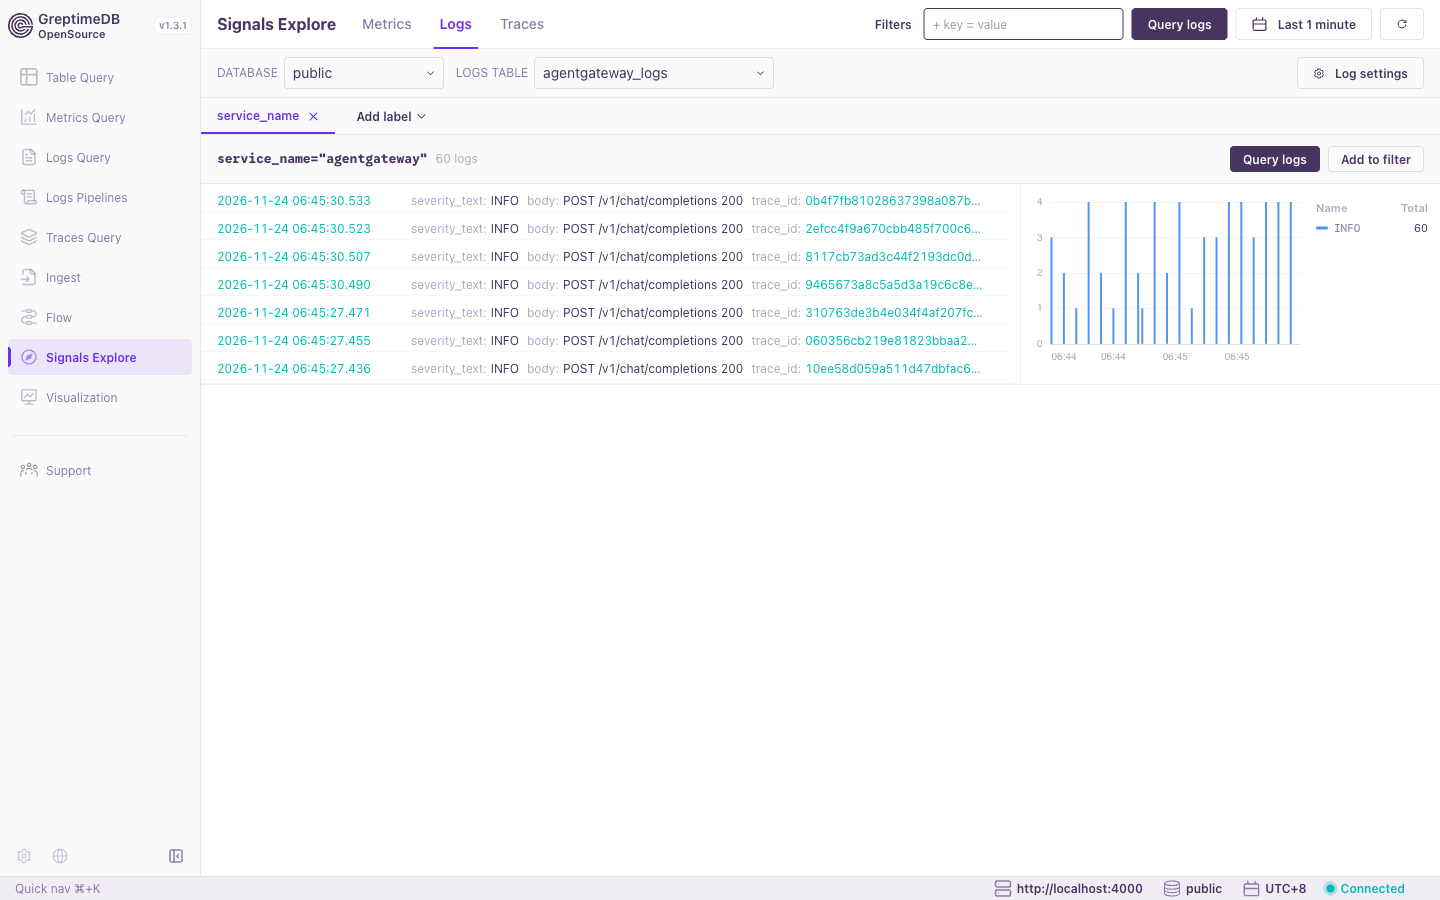 GreptimeDB
OpenSource
v1.3.1
Table Query
Metrics Query
Logs Query
Logs Pipelines
Traces Query
Ingest
Flow
Signals Explore
Visualization
Support
Quick nav ⌘+K
Signals Explore Metrics Logs Traces
Filters + key = value Query logs Last 1 minute
DATABASE public LOGS TABLE agentgateway_logs Log settings
service_name Add label
service_name="agentgateway" 60 logs Query logs Add to filter
2026-11-24 06:45:30.533 severity_text: INFO body: POST /v1/chat/completions 200 trace_id: 0b4f7fb81028637398a087b...
2026-11-24 06:45:30.523 severity_text: INFO body: POST /v1/chat/completions 200 trace_id: 2efcc4f9a670cbb485f700c6...
2026-11-24 06:45:30.507 severity_text: INFO body: POST /v1/chat/completions 200 trace_id: 8117cb73ad3c44f2193dc0d...
2026-11-24 06:45:30.490 severity_text: INFO body: POST /v1/chat/completions 200 trace_id: 9465673a8c5a5d3a19c6c8e...
2026-11-24 06:45:27.471 severity_text: INFO body: POST /v1/chat/completions 200 trace_id: 310763de3b4e034f4af207fc...
2026-11-24 06:45:27.455 severity_text: INFO body: POST /v1/chat/completions 200 trace_id: 060356cb219e81823bbaa2...
2026-11-24 06:45:27.436 severity_text: INFO body: POST /v1/chat/completions 200 trace_id: 10ee58d059a511d47dbfac6...
4
3
2
1
0
06:44 06:44 06:45 06:45
Name Total
INFO 60
http://localhost:4000 public UTC+8 Connected